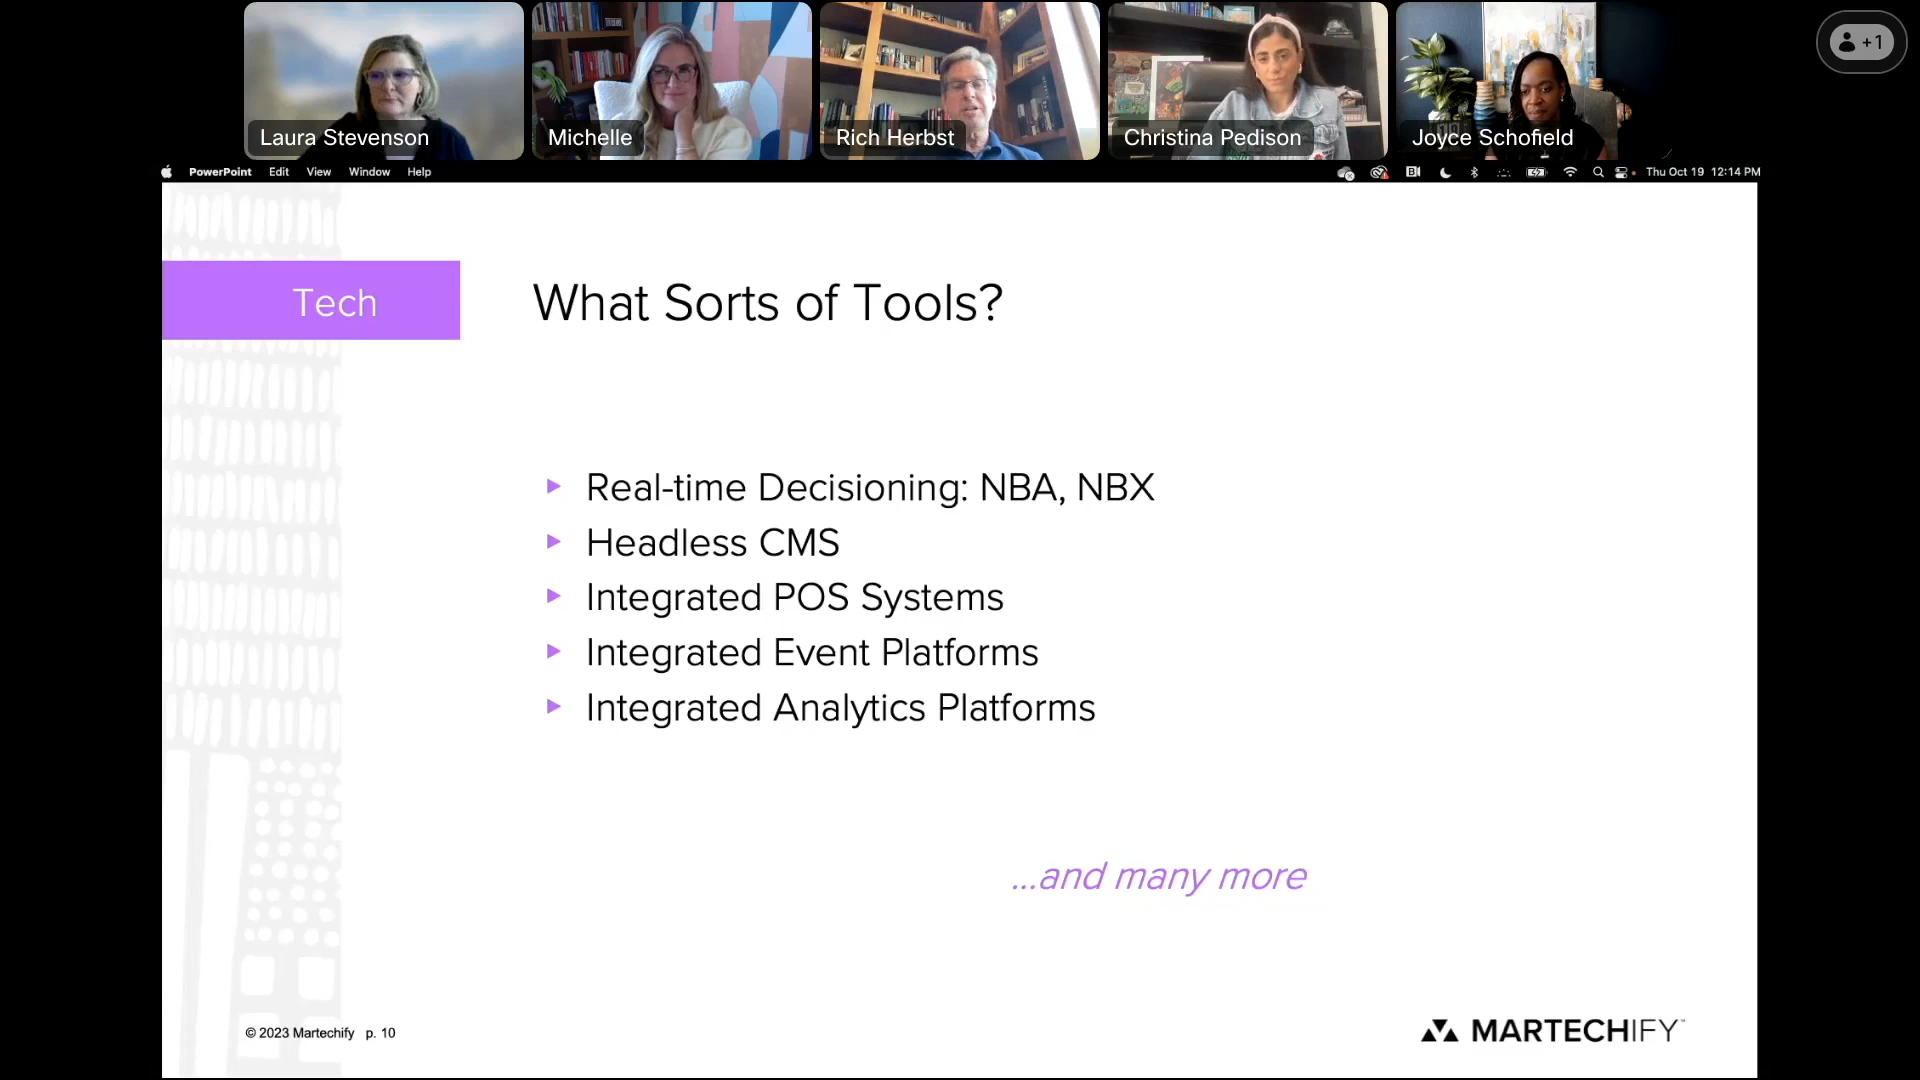 Laura Stevenson
Michelle
Rich Herbst
Christina Pedison
Joyce Schofield
+1
PowerPoint Edit View Window Help
Thu Oct 19 12:14 PM
Tech
What Sorts of Tools?
Real-time Decisioning: NBA, NBX
Headless CMS
Integrated POS Systems
Integrated Event Platforms
Integrated Analytics Platforms
...and many more
© 2023 Martechify p. 10
MARTECHIFY™